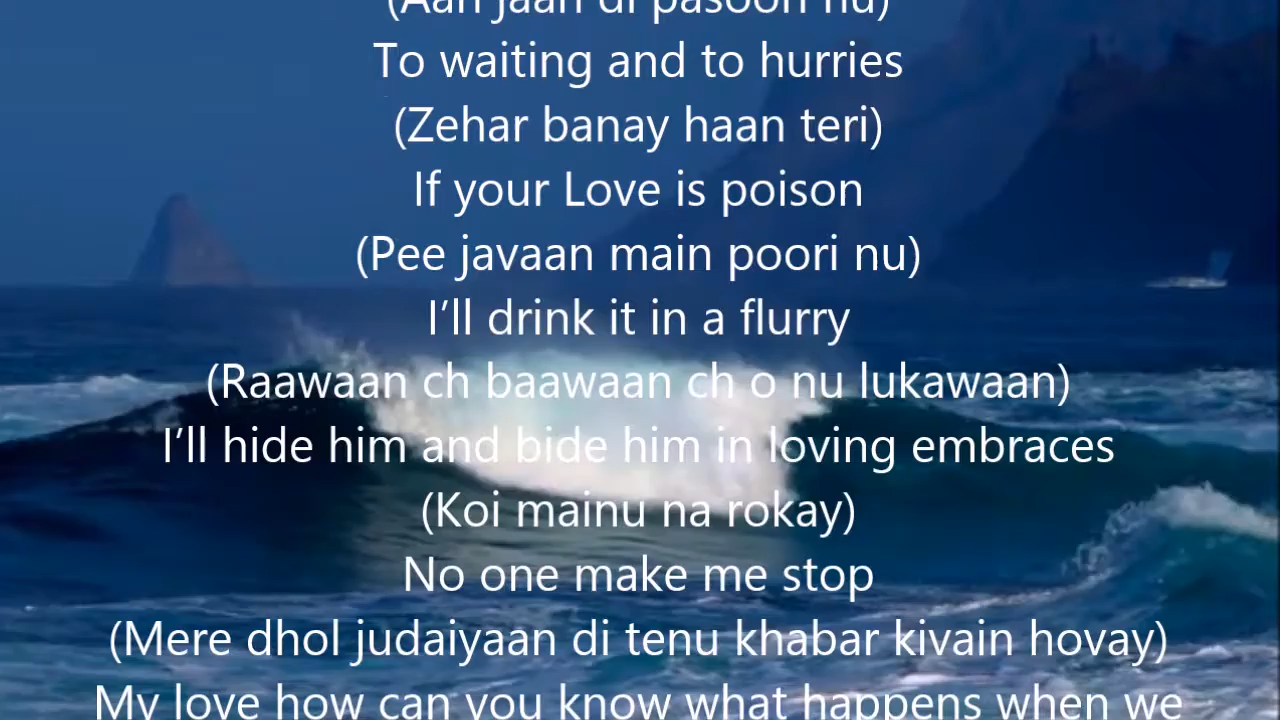 (Aan jaan di pasoori nu)
To waiting and to hurries
(Zehar banay haan teri)
If your Love is poison
(Pee javaan main poori nu)
I’ll drink it in a flurry
(Raawaan ch baawaan ch o nu lukawaan)
I’ll hide him and bide him in loving embraces
(Koi mainu na rokay)
No one make me stop
(Mere dhol judaiyaan di tenu khabar kivain hovay)
My love how can you know what happens when we